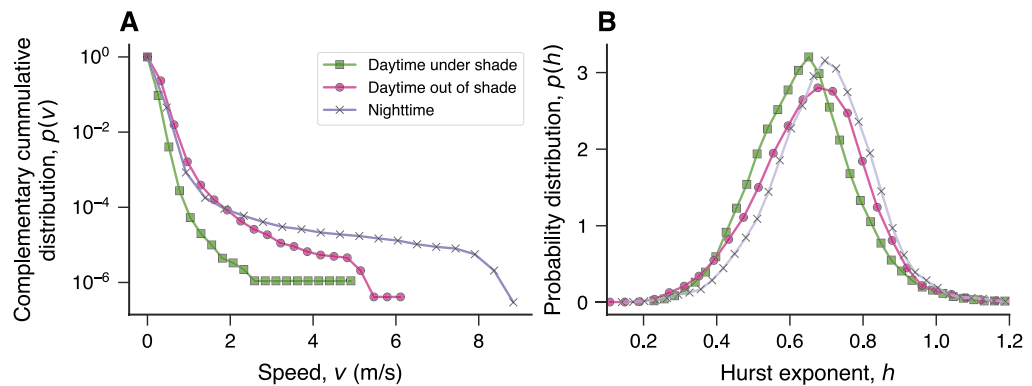 A
Complementary cummulative
distribution, p(v)
10^0
10^-2
10^-4
10^-6
Daytime under shade
Daytime out of shade
Nighttime
0 2 4 6 8
Speed, v (m/s)
B
Probability distribution, p(h)
3
2
1
0
0.2 0.4 0.6 0.8 1.0 1.2
Hurst exponent, h